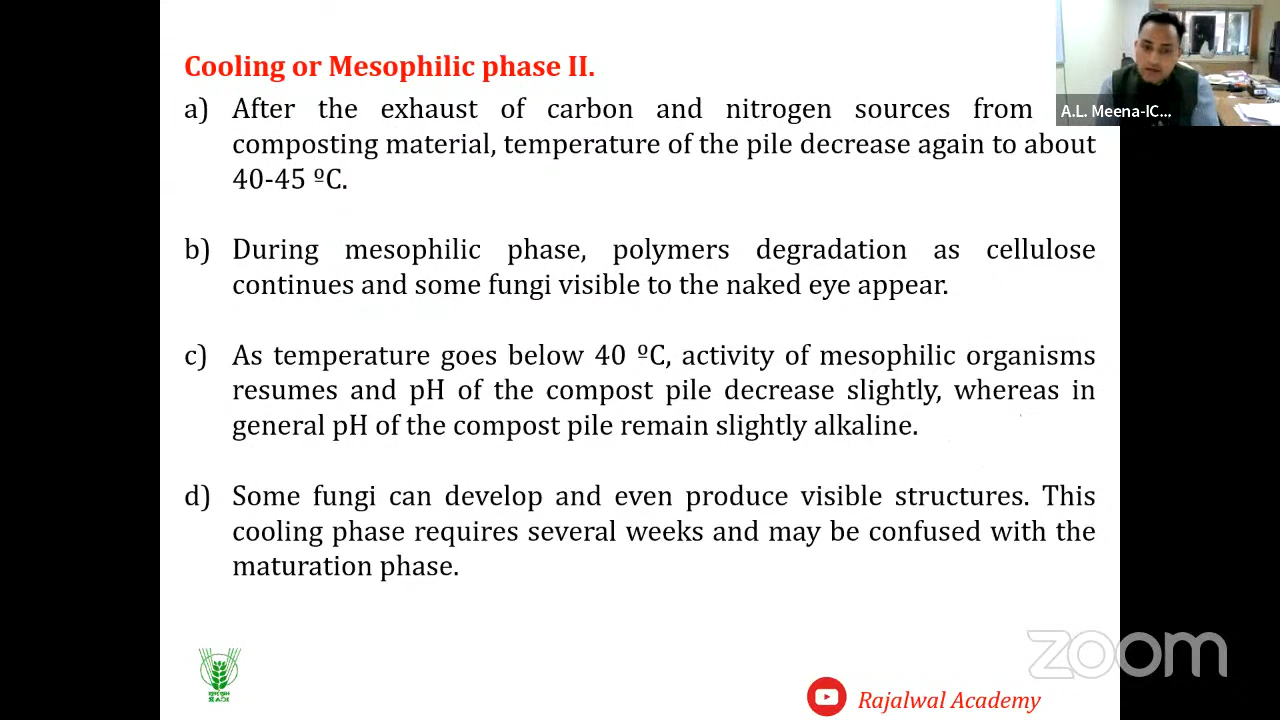 Cooling or Mesophilic phase II.
a) After the exhaust of carbon and nitrogen sources from
composting material, temperature of the pile decrease again to about
40-45 ºC.
b) During mesophilic phase, polymers degradation as cellulose
continues and some fungi visible to the naked eye appear.
c) As temperature goes below 40 ºC, activity of mesophilic organisms
resumes and pH of the compost pile decrease slightly, whereas in
general pH of the compost pile remain slightly alkaline.
d) Some fungi can develop and even produce visible structures. This
cooling phase requires several weeks and may be confused with the
maturation phase.
A.L. Meena-IC...
zoom
Rajalwal Academy